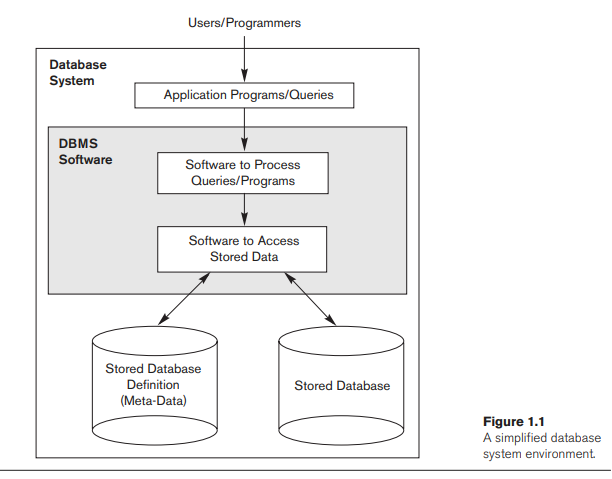 Users/Programmers
Database
System
Application Programs/Queries
DBMS
Software
Software to Process
Queries/Programs
Software to Access
Stored Data
Stored Database
Definition
(Meta-Data)
Stored Database
Figure 1.1
A simplified database
system environment.